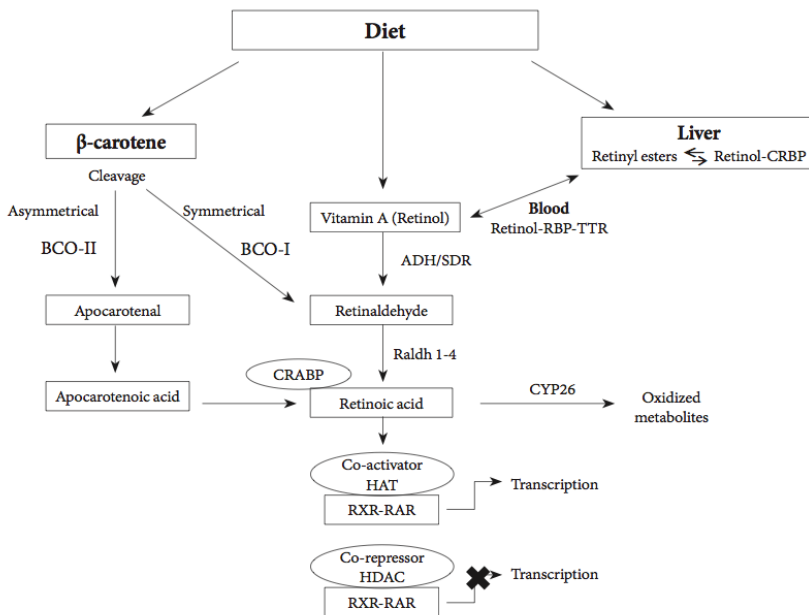 Diet
β-carotene
Liver
Retinyl esters Retinol-CRBP
Cleavage
Asymmetrical Symmetrical
BCO-II BCO-I
Vitamin A (Retinol)
Blood
Retinol-RBP-TTR
ADH/SDR
Apocarotenal Retinaldehyde
Raldh 1-4
CRABP
Apocarotenoic acid Retinoic acid CYP26 Oxidized
metabolites
Co-activator
HAT
RXR-RAR
Transcription
Co-repressor
HDAC
RXR-RAR
Transcription